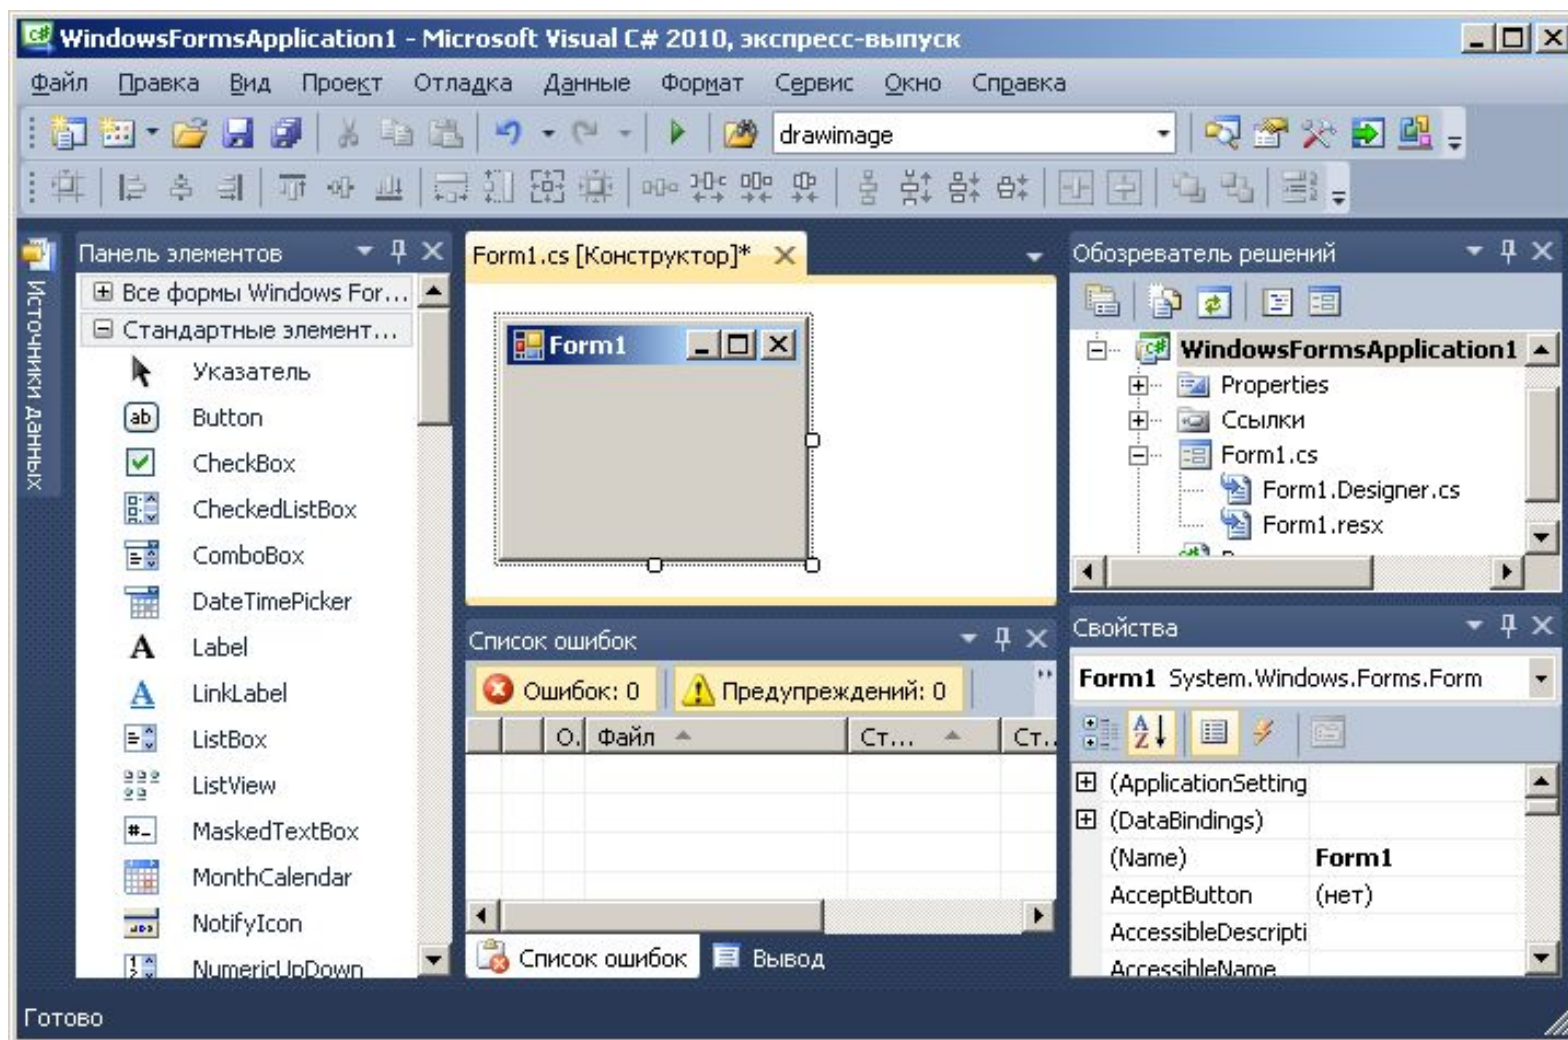 WindowsFormsApplication1 - Microsoft Visual C# 2010, экспресс-выпуск
Файл Правка Вид Проект Отладка Данные Формат Сервис Окно Справка
drawimage
Источники данных
Панель элементов
Все формы Windows For...
Стандартные элемент...
Указатель
Button
CheckBox
CheckedListBox
ComboBox
DateTimePicker
Label
LinkLabel
ListBox
ListView
MaskedTextBox
MonthCalendar
NotifyIcon
NumericUpDown
Form1.cs [Конструктор]*
Form1
Список ошибок
Ошибок: 0 Предупреждений: 0
О. Файл Ст... Ст..
Список ошибок Вывод
Обозреватель решений
WindowsFormsApplication1
Properties
Ссылки
Form1.cs
Form1.Designer.cs
Form1.resx
Свойства
Form1 System.Windows.Forms.Form
(ApplicationSetting
(DataBindings)
(Name) Form1
AcceptButton (нет)
AccessibleDescripti
AccessibleName
Готово